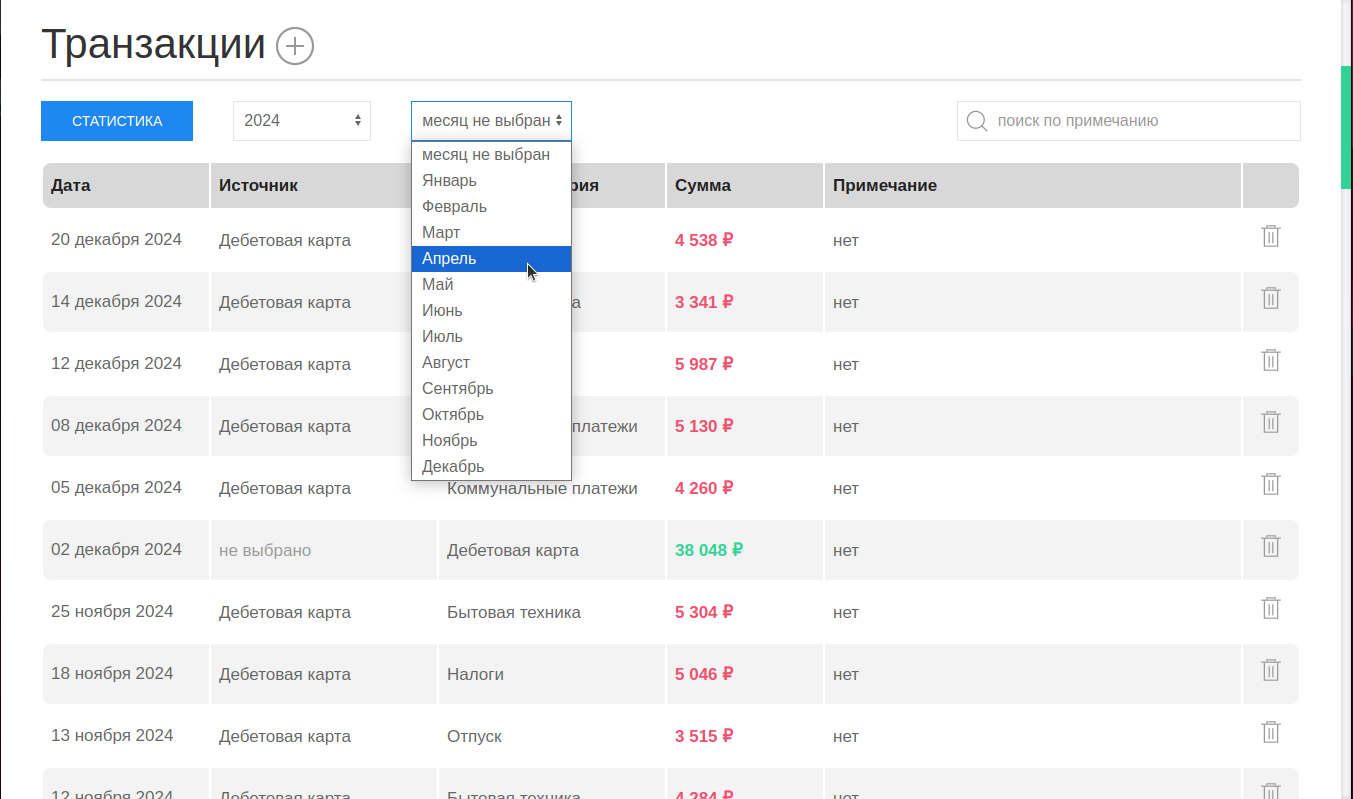 Транзакции
СТАТИСТИКА 2024 месяц не выбран поиск по примечанию
месяц не выбран
Январь
Февраль
Март
Апрель
Май
Июнь
Июль
Август
Сентябрь
Октябрь
Ноябрь
Декабрь
Дата Источник рия Сумма Примечание
20 декабря 2024 Дебетовая карта 4 538 ₽ нет
14 декабря 2024 Дебетовая карта а 3 341 ₽ нет
12 декабря 2024 Дебетовая карта 5 987 ₽ нет
08 декабря 2024 Дебетовая карта платежи 5 130 ₽ нет
05 декабря 2024 Дебетовая карта Коммунальные платежи 4 260 ₽ нет
02 декабря 2024 не выбрано Дебетовая карта 38 048 ₽ нет
25 ноября 2024 Дебетовая карта Бытовая техника 5 304 ₽ нет
18 ноября 2024 Дебетовая карта Налоги 5 046 ₽ нет
13 ноября 2024 Дебетовая карта Отпуск 3 515 ₽ нет
12 ноября 2024 Дебетовая карта Бытовая техника 4 284 ₽ нет